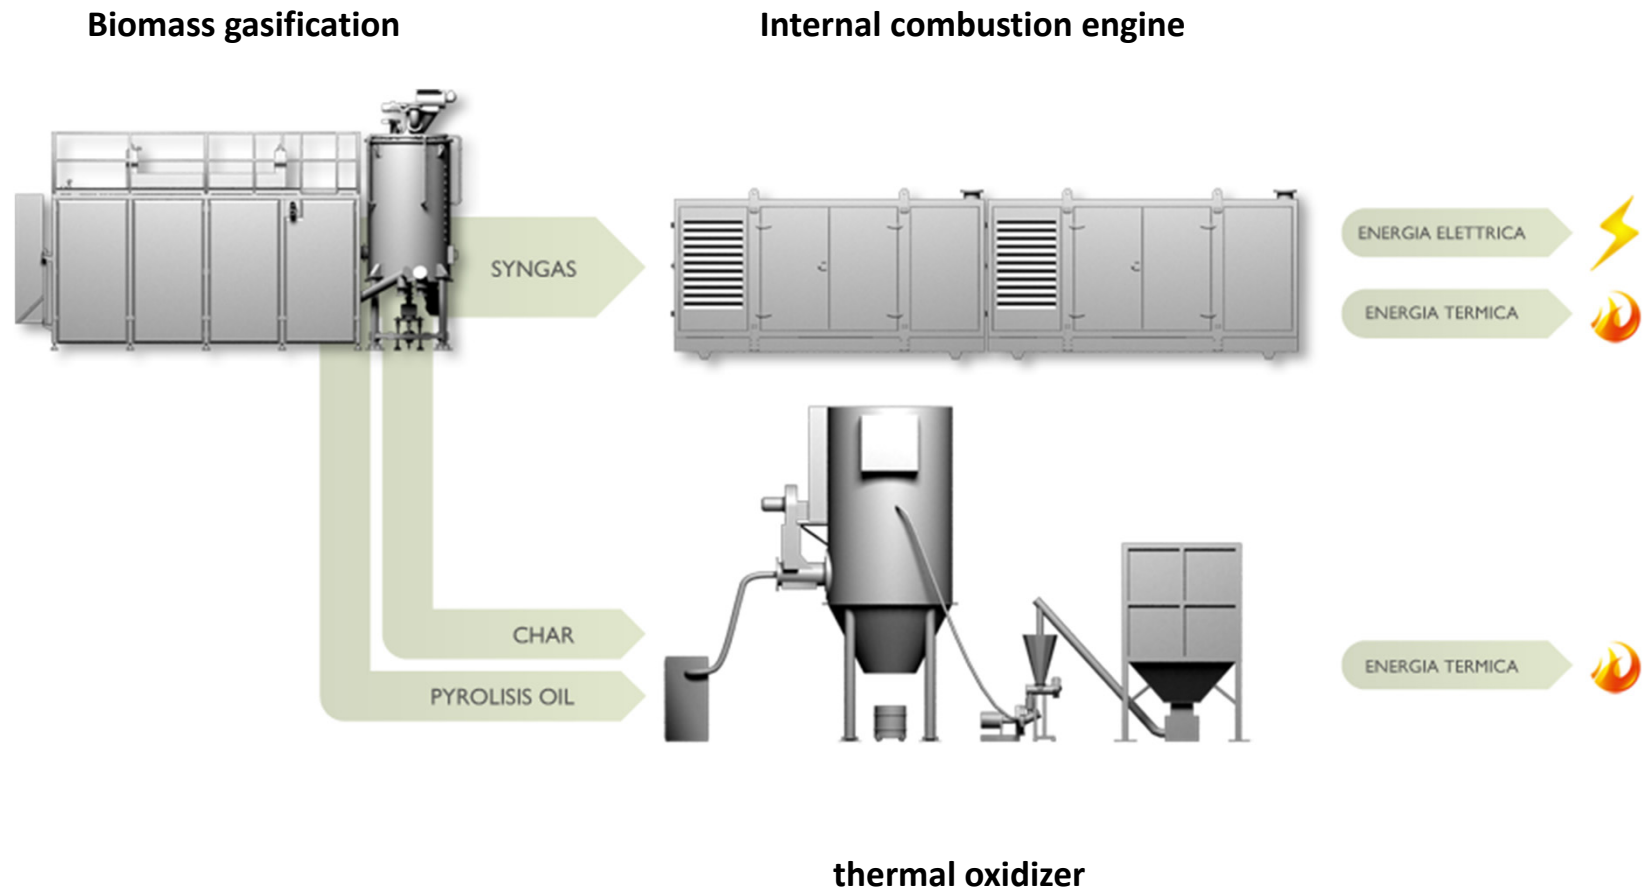 Biomass gasification
Internal combustion engine
SYNGAS
ENERGIA ELETTRICA
ENERGIA TERMICA
CHAR
PYROLISIS OIL
ENERGIA TERMICA
thermal oxidizer